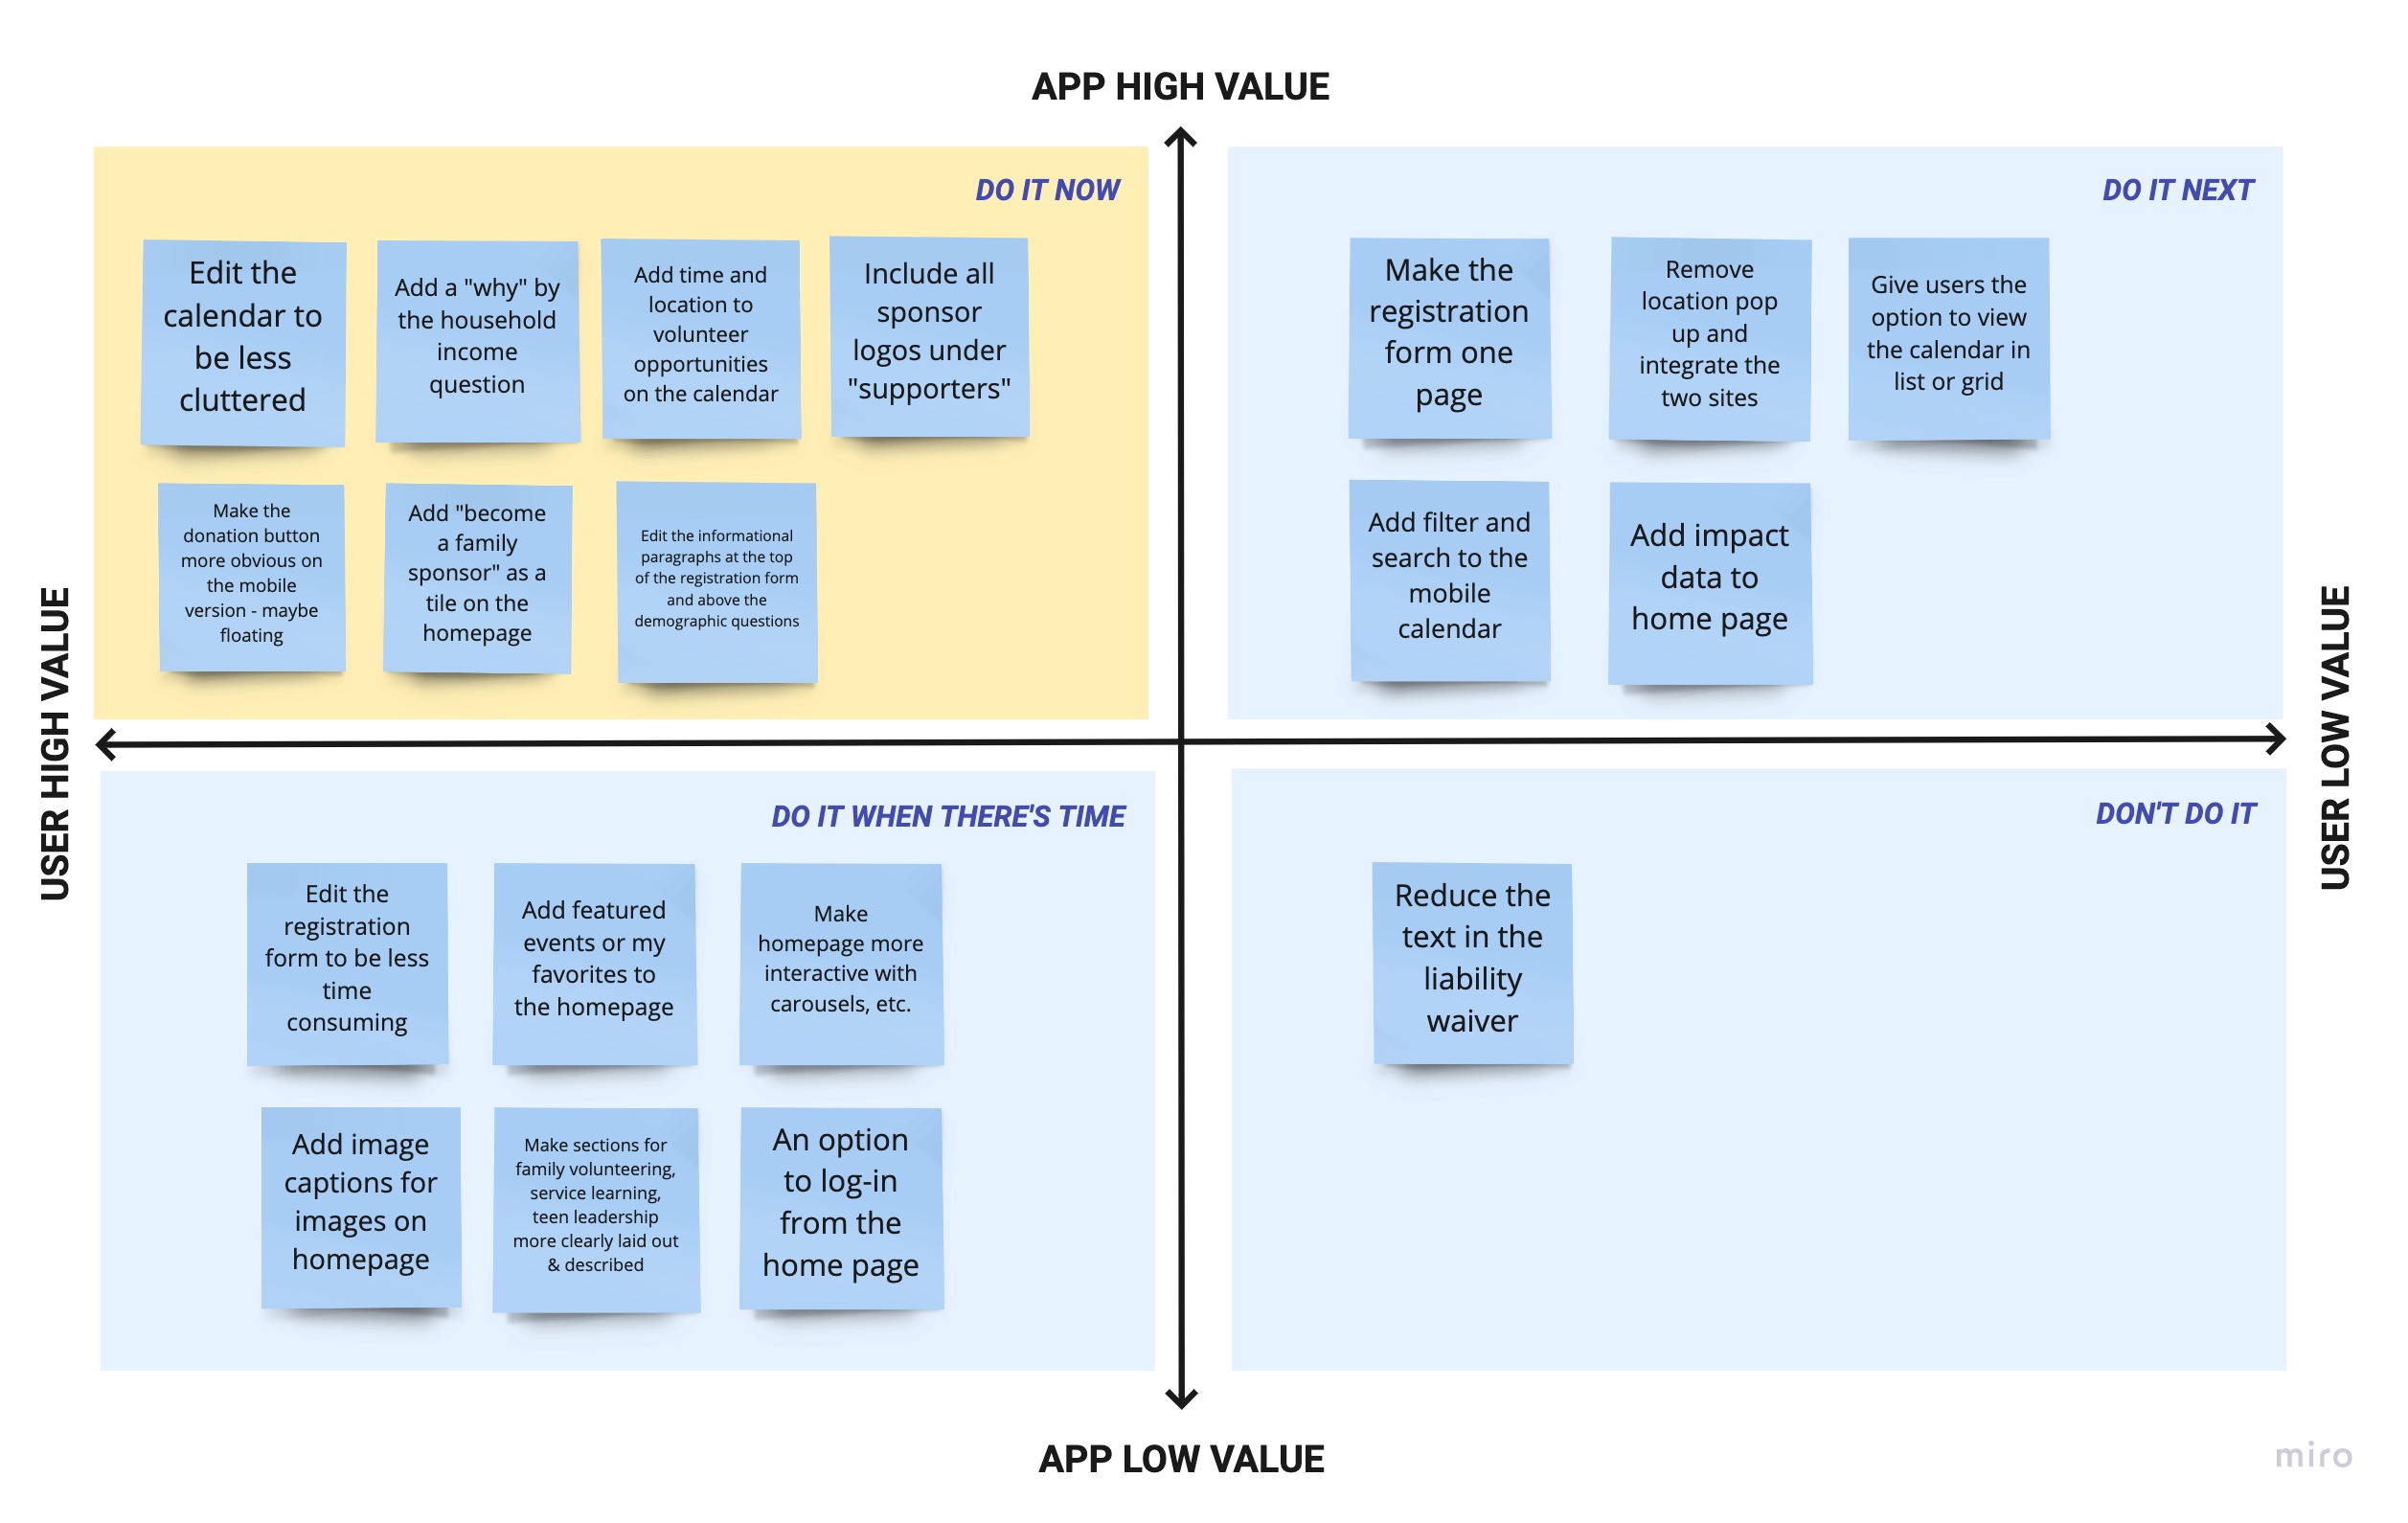 APP HIGH VALUE
DO IT NOW
Edit the
calendar to
be less
cluttered
Add a "why" by
the household
income
question
Add time and
location to
volunteer
opportunities
on the calendar
Include all
sponsor
logos under
"supporters"
Make the
donation button
more obvious on
the mobile
version - maybe
floating
Add "become
a family
sponsor" as a
tile on the
homepage
Edit the informational
paragraphs at the top
of the registration form
and above the
demographic questions
DO IT NEXT
Make the
registration
form one
page
Remove
location pop
up and
integrate the
two sites
Give users the
option to view
the calendar in
list or grid
Add filter and
search to the
mobile
calendar
Add impact
data to
home page
USER HIGH VALUE
USER LOW VALUE
DO IT WHEN THERE'S TIME
Edit the
registration
form to be less
time
consuming
Add featured
events or my
favorites to
the homepage
Make
homepage more
interactive with
carousels, etc.
Add image
captions for
images on
homepage
Make sections for
family volunteering,
service learning,
teen leadership
more clearly laid out
& described
An option
to log-in
from the
home page
DON'T DO IT
Reduce the
text in the
liability
waiver
APP LOW VALUE
miro